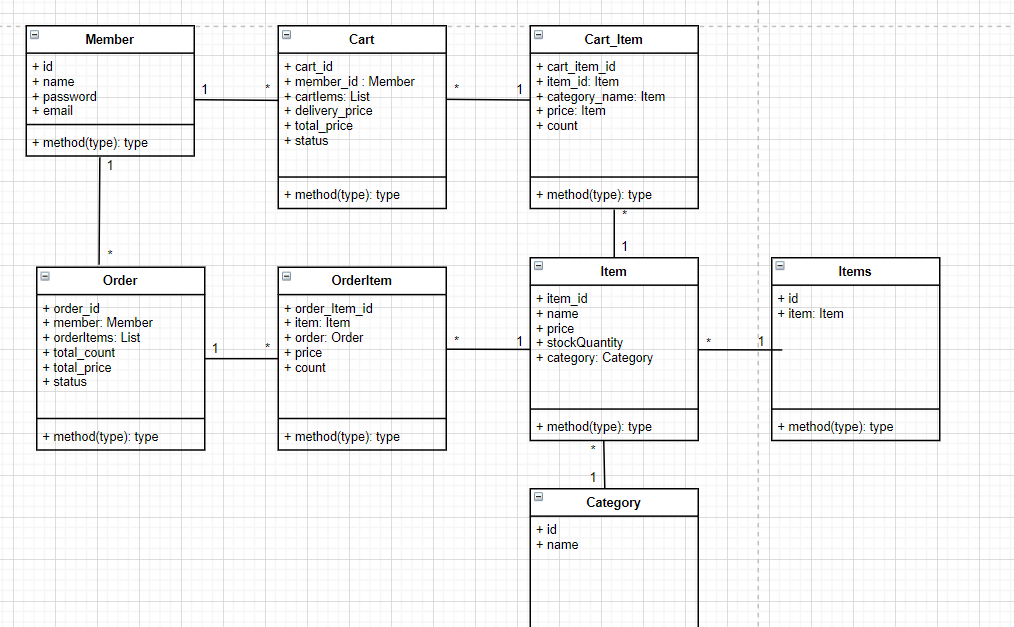 Member
+ id
+ name
+ password
+ email
+ method(type): type
1
*
Cart
+ cart_id
+ member_id : Member
+ cartIems: List
+ delivery_price
+ total_price
+ status
+ method(type): type
*
1
Cart_Item
+ cart_item_id
+ item_id: Item
+ category_name: Item
+ price: Item
+ count
+ method(type): type
1
*
*
1
Order
+ order_id
+ member: Member
+ orderItems: List
+ total_count
+ total_price
+ status
+ method(type): type
1
*
OrderItem
+ order_Item_id
+ item: Item
+ order: Order
+ price
+ count
+ method(type): type
*
1
Item
+ item_id
+ name
+ price
+ stockQuantity
+ category: Category
+ method(type): type
*
1
Items
+ id
+ item: Item
+ method(type): type
*
1
Category
+ id
+ name